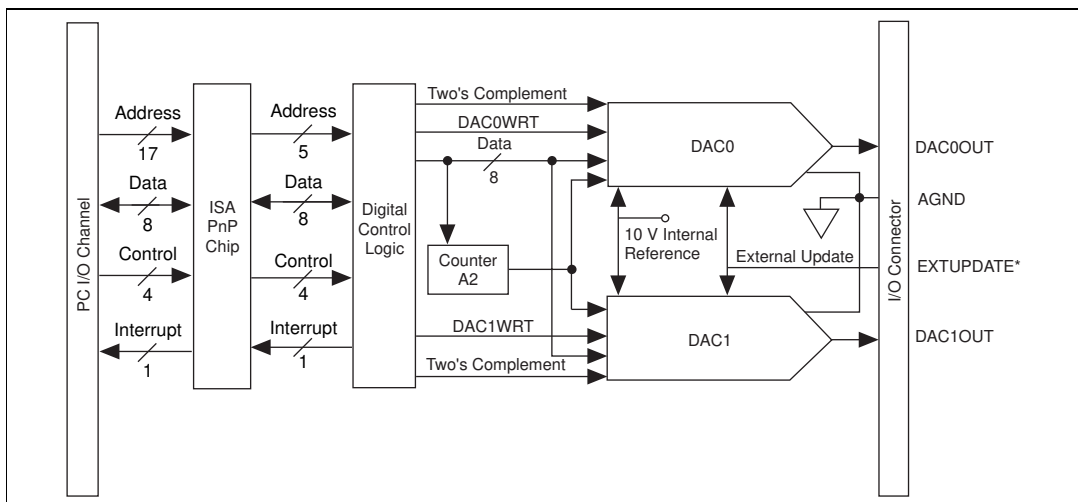 PC I/O Channel
Address
17
Data
8
Control
4
Interrupt
1
ISA
PnP
Chip
Address
5
Data
8
Control
4
Interrupt
1
Digital
Control
Logic
Two's Complement
DAC0WRT
Data
8
Counter
A2
DAC1WRT
Two's Complement
DAC0
10 V Internal
Reference
External Update
DAC1
I/O Connector
DAC0OUT
AGND
EXTUPDATE*
DAC1OUT